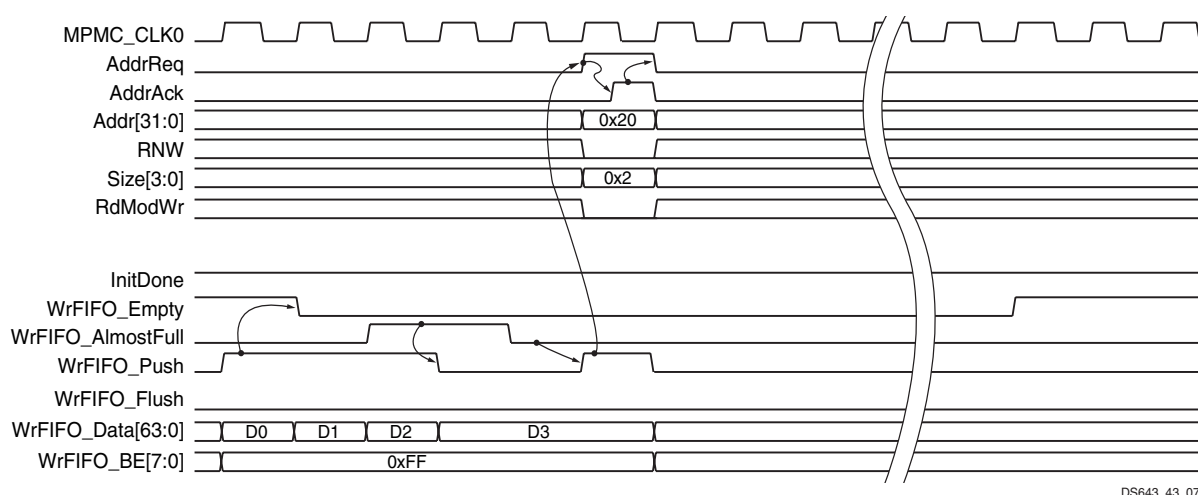 MPMC_CLK0
AddrReq
AddrAck
Addr[31:0] 0x20
RNW
Size[3:0] 0x2
RdModWr
InitDone
WrFIFO_Empty
WrFIFO_AlmostFull
WrFIFO_Push
WrFIFO_Flush
WrFIFO_Data[63:0] D0 D1 D2 D3
WrFIFO_BE[7:0] 0xFF
DS643_43_07